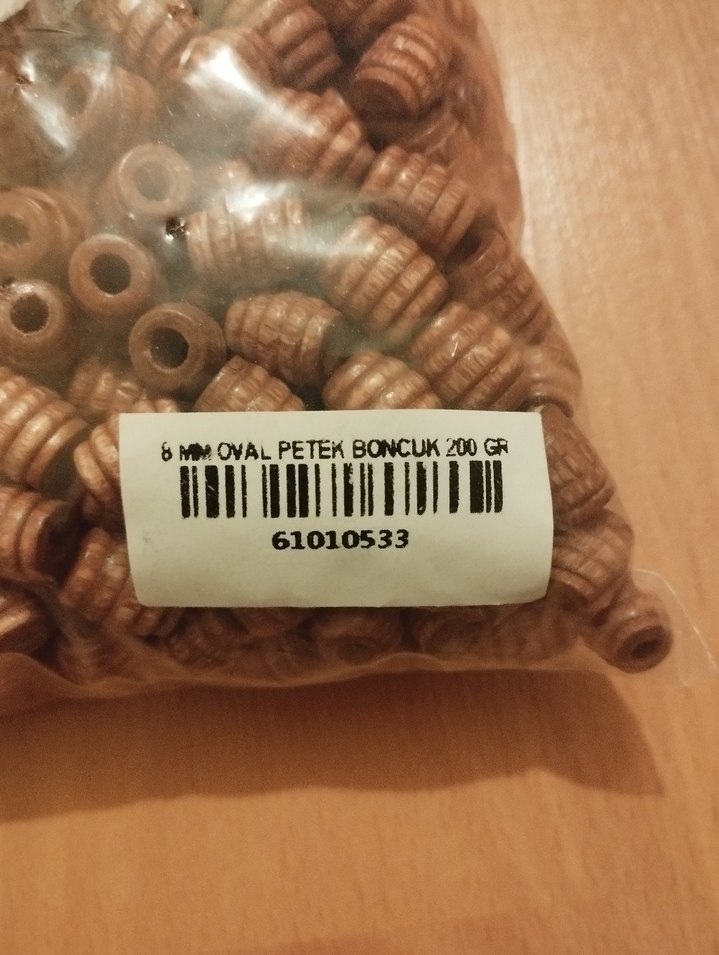 8 MM OVAL PETEK BONCUK 200 GR
61010533